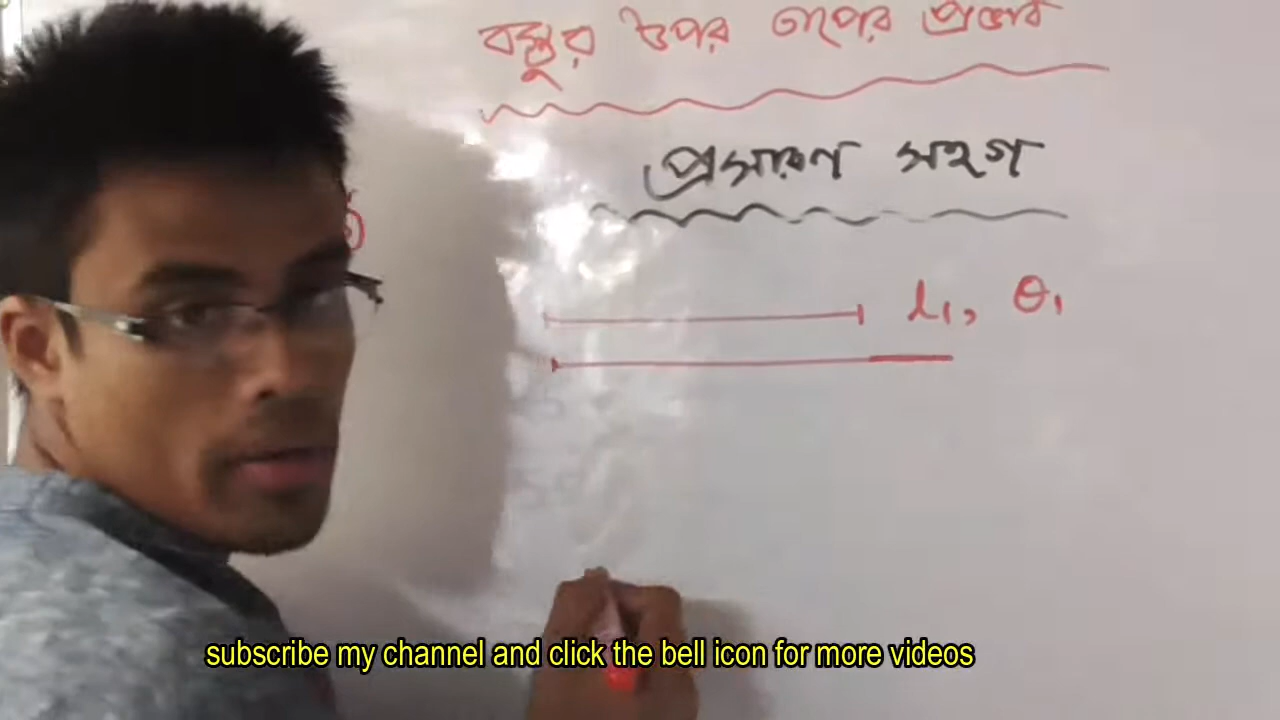 বস্তুর উপর তাপের প্রভাব
প্রসারণ সহগ
l₁, θ₁
subscribe my channel and click the bell icon for more videos